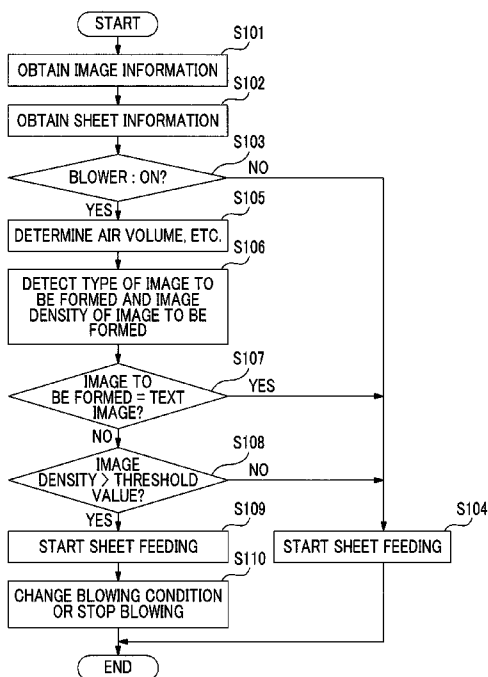 START
S101
OBTAIN IMAGE INFORMATION
S102
OBTAIN SHEET INFORMATION
S103
BLOWER : ON?
NO
YES
S105
DETERMINE AIR VOLUME, ETC.
S106
DETECT TYPE OF IMAGE TO
BE FORMED AND IMAGE
DENSITY OF IMAGE TO BE
FORMED
S107
IMAGE TO
BE FORMED = TEXT
IMAGE?
YES
NO
S108
IMAGE
DENSITY > THRESHOLD
VALUE?
NO
YES
S109
START SHEET FEEDING
S104
START SHEET FEEDING
S110
CHANGE BLOWING CONDITION
OR STOP BLOWING
END